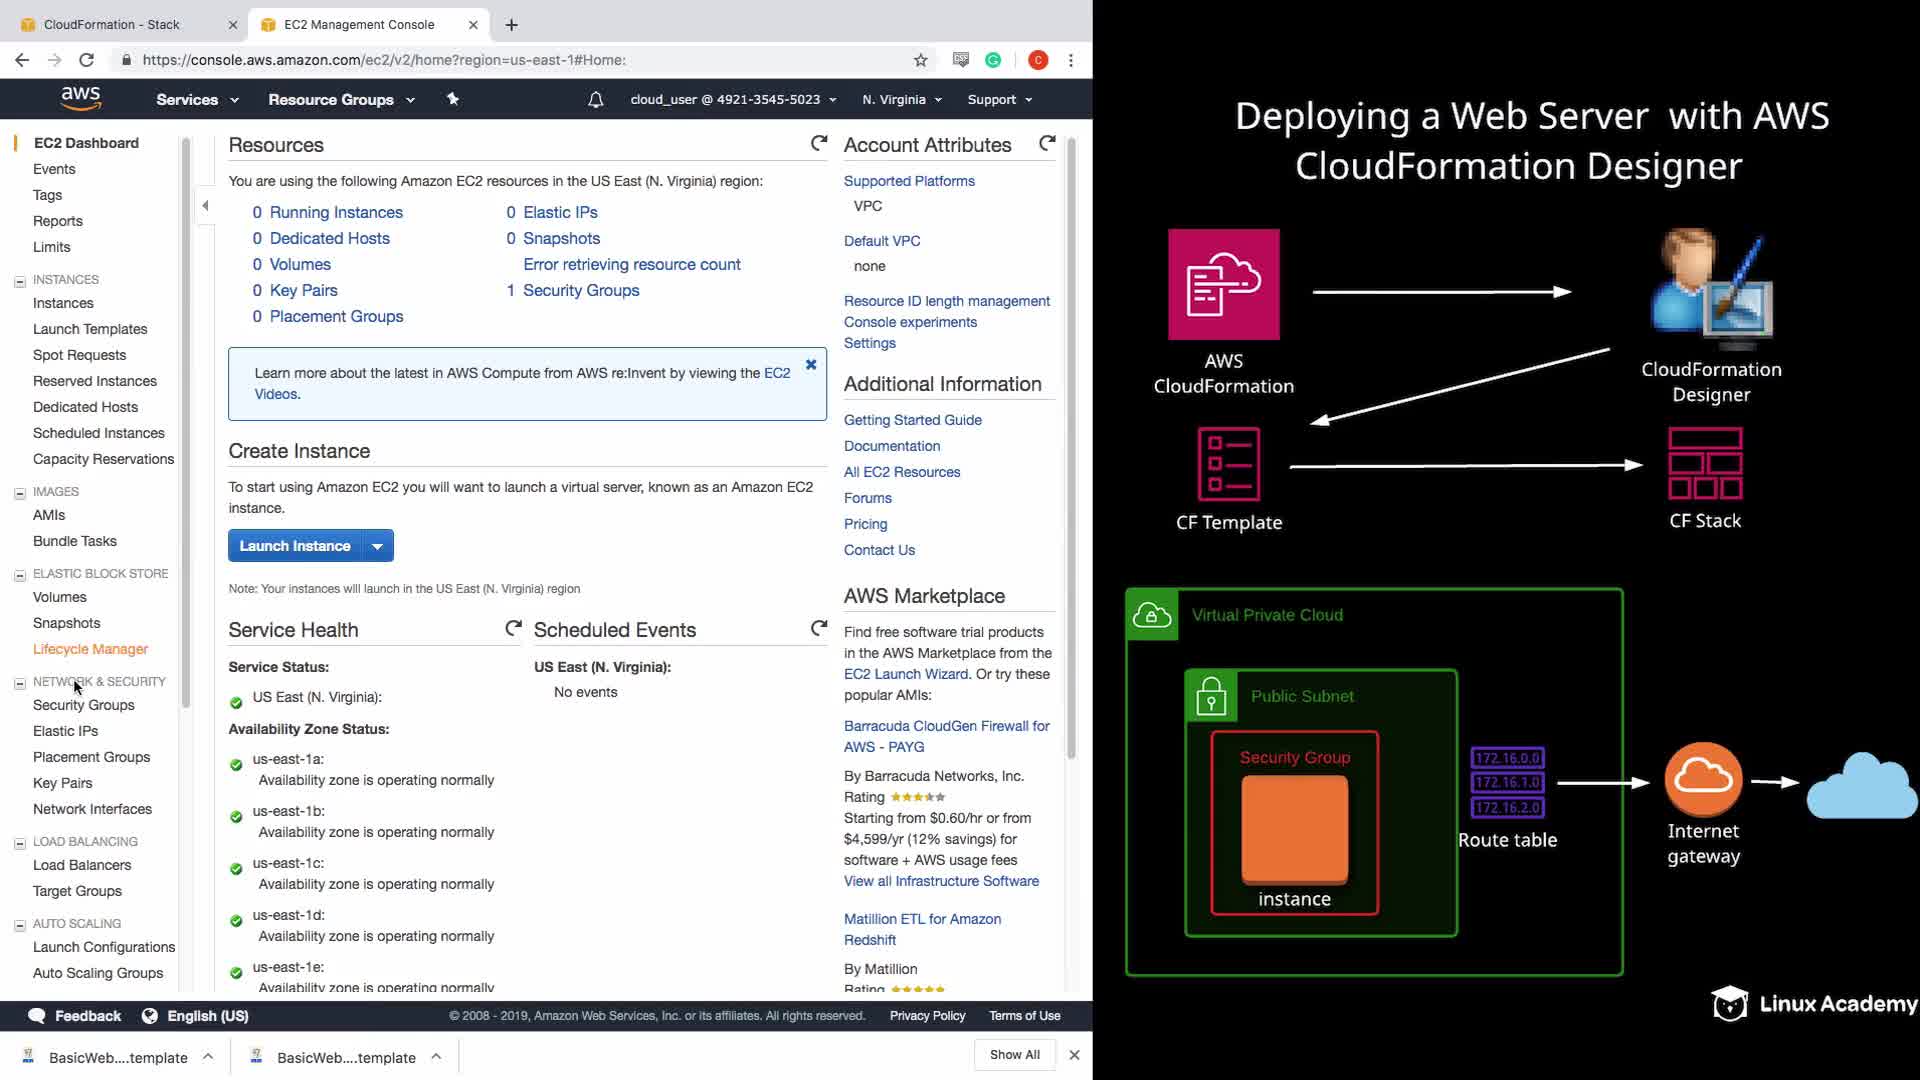 CloudFormation - Stack
EC2 Management Console
https://console.aws.amazon.com/ec2/v2/home?region=us-east-1#Home:
aws
Services
Resource Groups
cloud_user @ 4921-3545-5023
N. Virginia
Support
EC2 Dashboard
Events
Tags
Reports
Limits
INSTANCES
Instances
Launch Templates
Spot Requests
Reserved Instances
Dedicated Hosts
Scheduled Instances
Capacity Reservations
IMAGES
AMIs
Bundle Tasks
ELASTIC BLOCK STORE
Volumes
Snapshots
Lifecycle Manager
NETWORK & SECURITY
Security Groups
Elastic IPs
Placement Groups
Key Pairs
Network Interfaces
LOAD BALANCING
Load Balancers
Target Groups
AUTO SCALING
Launch Configurations
Auto Scaling Groups
Resources
You are using the following Amazon EC2 resources in the US East (N. Virginia) region:
0 Running Instances
0 Elastic IPs
0 Dedicated Hosts
0 Snapshots
0 Volumes
Error retrieving resource count
0 Key Pairs
1 Security Groups
0 Placement Groups
Learn more about the latest in AWS Compute from AWS re:Invent by viewing the EC2
Videos.
Create Instance
To start using Amazon EC2 you will want to launch a virtual server, known as an Amazon EC2
instance.
Launch Instance
Note: Your instances will launch in the US East (N. Virginia) region
Service Health
Service Status:
US East (N. Virginia):
Availability Zone Status:
us-east-1a:
Availability zone is operating normally
us-east-1b:
Availability zone is operating normally
us-east-1c:
Availability zone is operating normally
us-east-1d:
Availability zone is operating normally
us-east-1e:
Availability zone is operating normally
Scheduled Events
US East (N. Virginia):
No events
Account Attributes
Supported Platforms
VPC
Default VPC
none
Resource ID length management
Console experiments
Settings
Additional Information
Getting Started Guide
Documentation
All EC2 Resources
Forums
Pricing
Contact Us
AWS Marketplace
Find free software trial products
in the AWS Marketplace from the
EC2 Launch Wizard. Or try these
popular AMIs:
Barracuda CloudGen Firewall for
AWS - PAYG
By Barracuda Networks, Inc.
Rating
Starting from $0.60/hr or from
$4,599/yr (12% savings) for
software + AWS usage fees
View all Infrastructure Software
Matillion ETL for Amazon
Redshift
By Matillion
Rating
Feedback
English (US)
© 2008 - 2019, Amazon Web Services, Inc. or its affiliates. All rights reserved.
Privacy Policy
Terms of Use
BasicWeb....template
BasicWeb....template
Show All
Deploying a Web Server with AWS
CloudFormation Designer
AWS
CloudFormation
CloudFormation
Designer
CF Template
CF Stack
Virtual Private Cloud
Public Subnet
Security Group
instance
172.16.0.0
172.16.1.0
172.16.2.0
Route table
Internet
gateway
Linux Academy